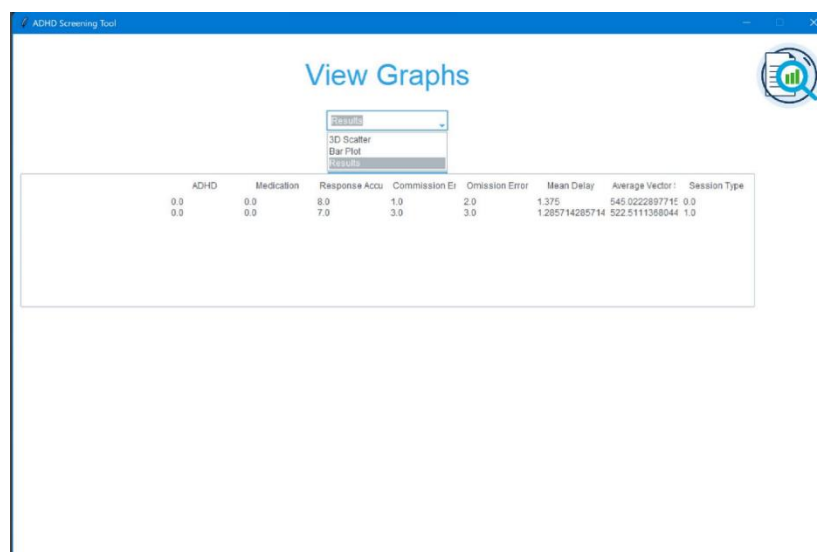 ADHD Screening Tool
View Graphs
Results
3D Scatter
Bar Plot
Results
ADHD Medication Response Accu Commission Er Omission Error Mean Delay Average Vector Session Type
0.0 0.0 8.0 1.0 2.0 1.375 545.0222897715 0.0
0.0 0.0 7.0 3.0 3.0 1.285714285714 522.5111368044 1.0